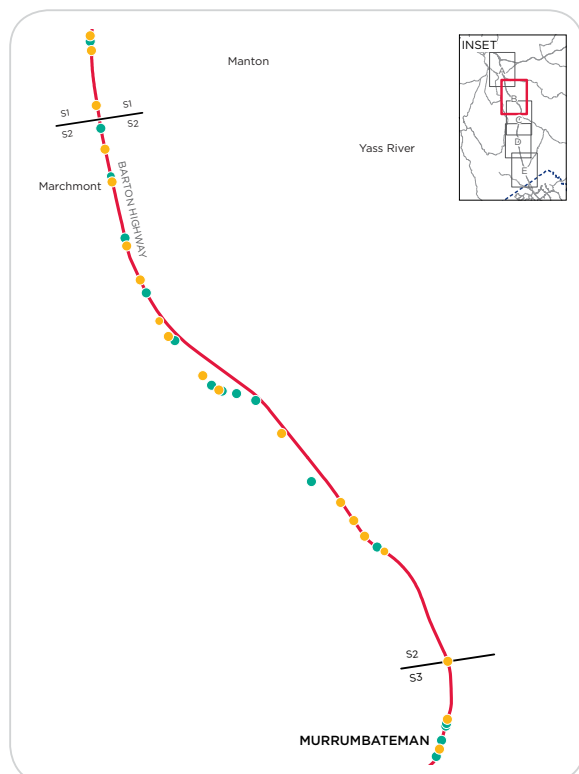 INSET
A
B
C
D
E
Manton
S1 S1
S2 S2
Yass River
Marchmont
BARTON HIGHWAY
S2
S3
MURRUMBATEMAN